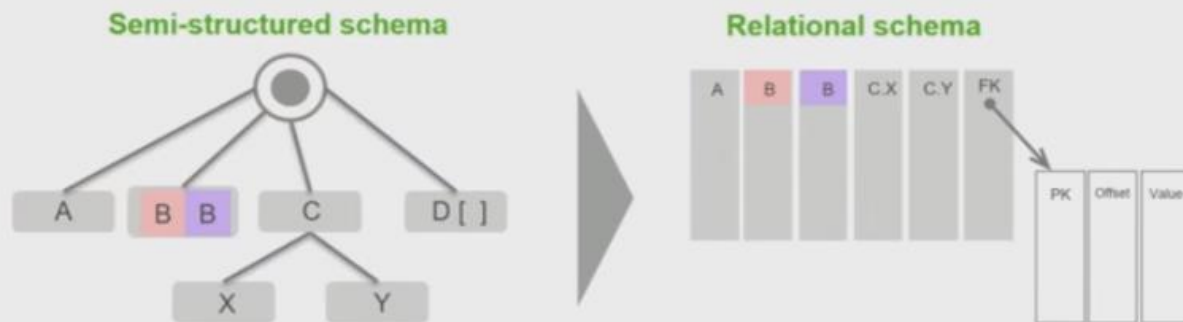 Semi-structured schema
Relational schema
A
B
B
C
D [ ]
X
Y
A
B
B
C.X
C.Y
FK
PK
Offset
Value